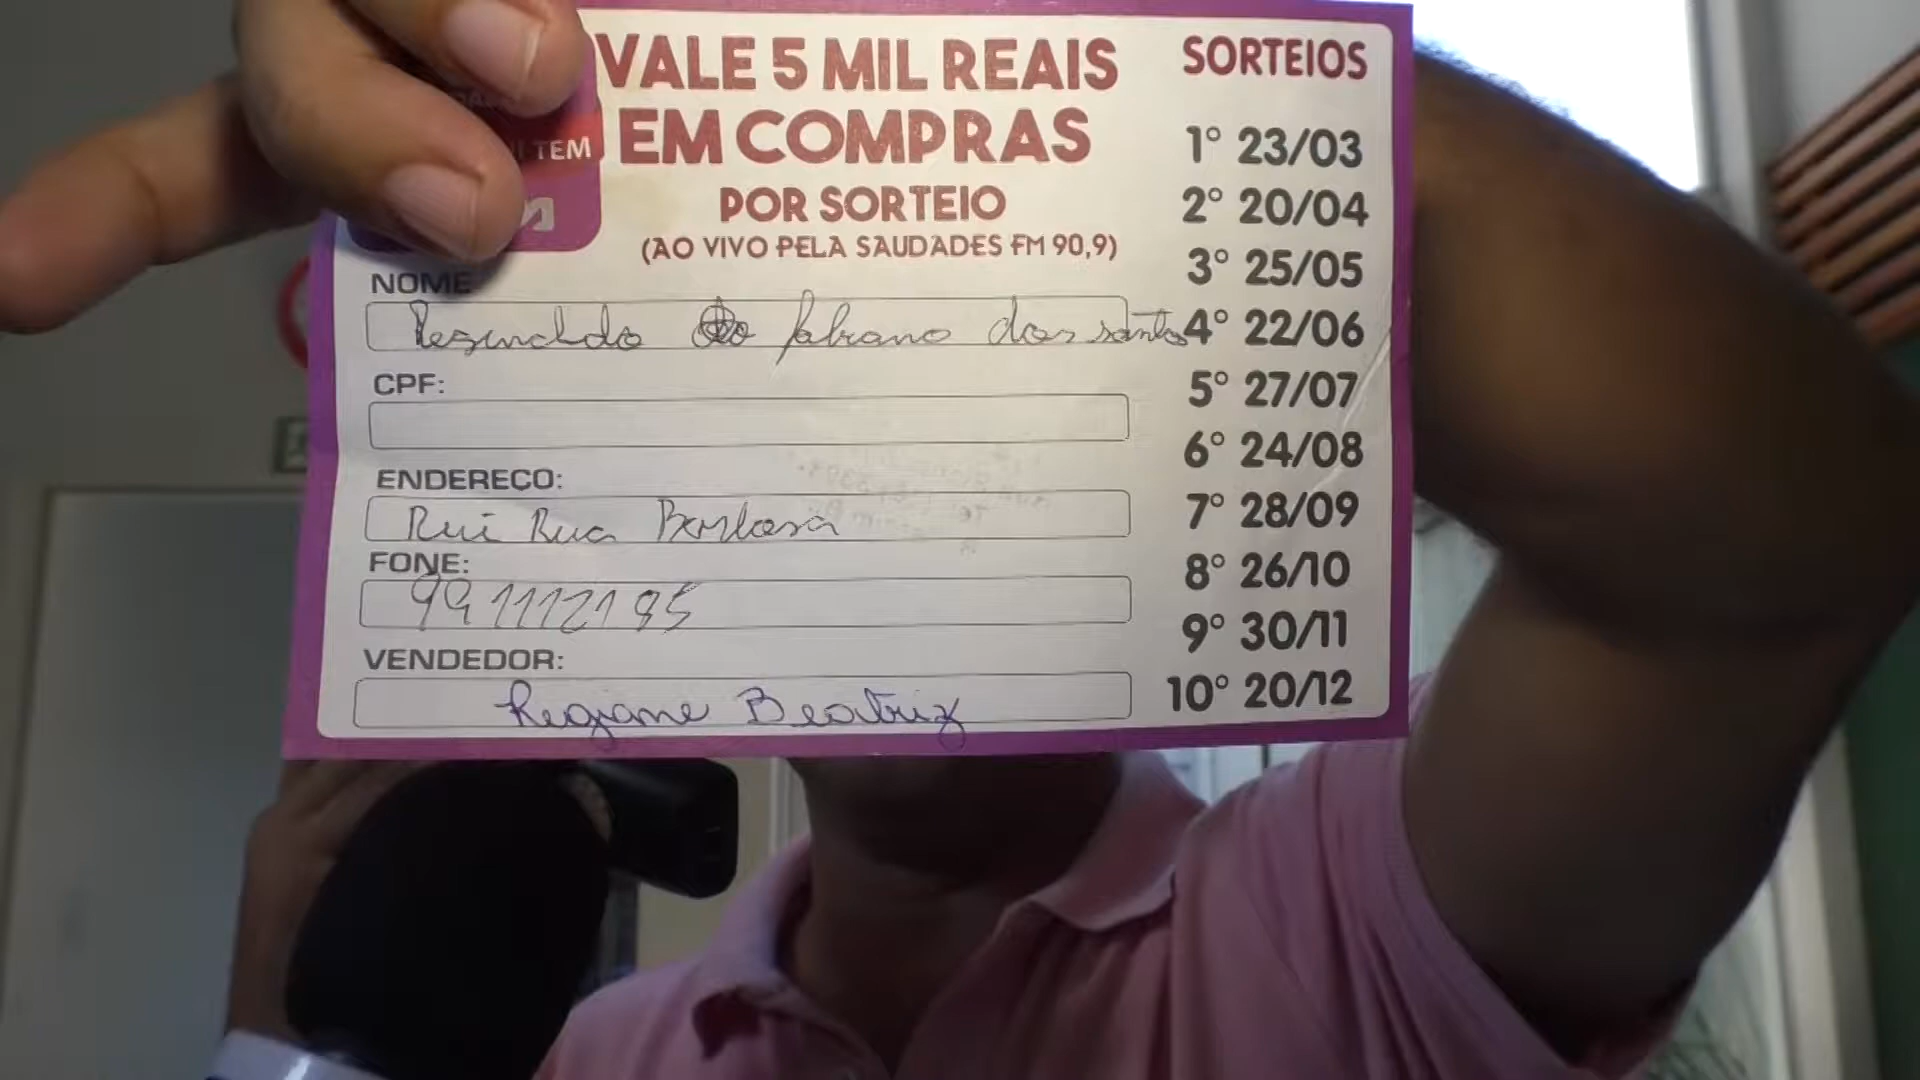 VALE 5 MIL REAIS
EM COMPRAS
POR SORTEIO
(AO VIVO PELA SAUDADES FM 90,9)
TEM
NOME
fabiano dos santos
CPF:
ENDEREÇO:
Rui Rua Barbosa
FONE:
991112185
VENDEDOR:
Regiane Beatriz
SORTEIOS
1° 23/03
2° 20/04
3° 25/05
4° 22/06
5° 27/07
6° 24/08
7° 28/09
8° 26/10
9° 30/11
10° 20/12